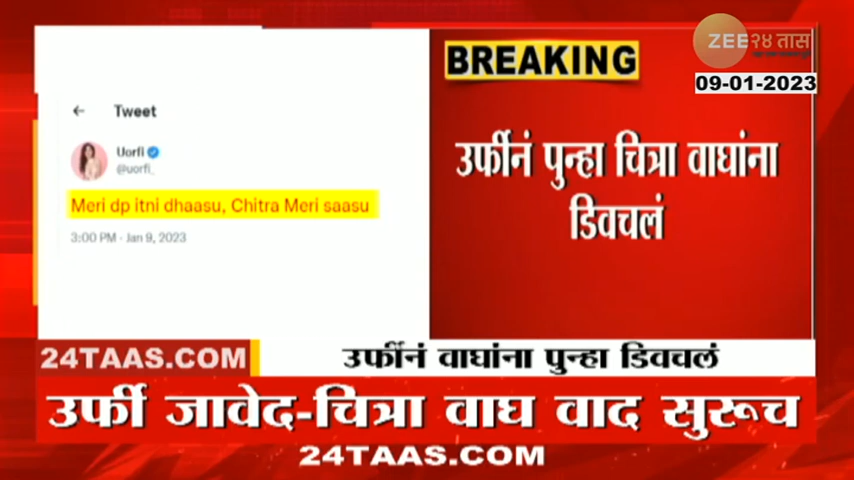 BREAKING
ZEE २४ तास
09-01-2023
← Tweet
Uorfi
@uorfi_
Meri dp itni dhaasu, Chitra Meri saasu
3:00 PM - Jan 9, 2023
उर्फीनं पुन्हा चित्रा वाघांना
डिवचलं
24TAAS.COM
उर्फीनं वाघांना पुन्हा डिवचलं
उर्फी जावेद-चित्रा वाघ वाद सुरूच
24TAAS.COM